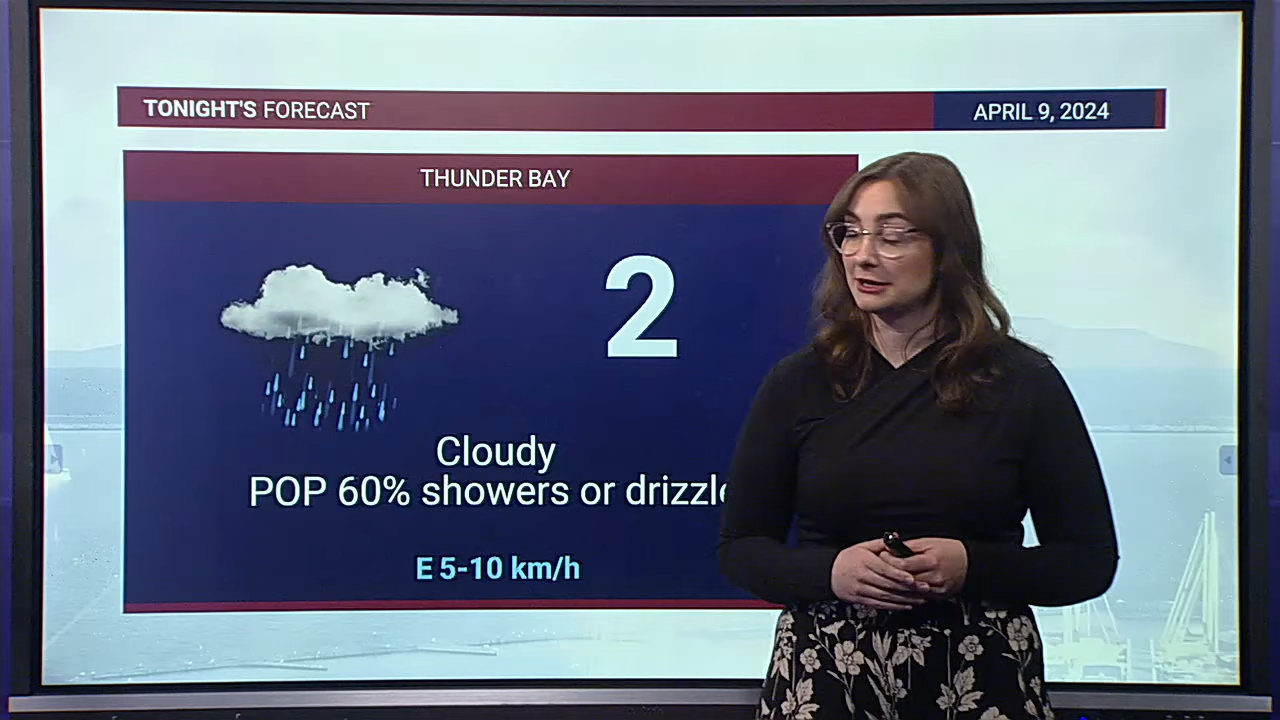 TONIGHT'S FORECAST
APRIL 9, 2024
THUNDER BAY
2
Cloudy
POP 60% showers or drizzle
E 5-10 km/h